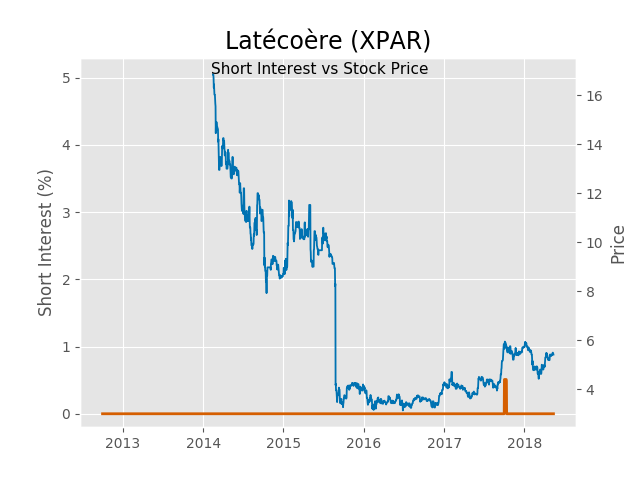 Latécoère (XPAR)
Short Interest vs Stock Price
Short Interest (%)
5
4
3
2
1
0
16
14
12
10
8
6
4
Price
2013 2014 2015 2016 2017 2018